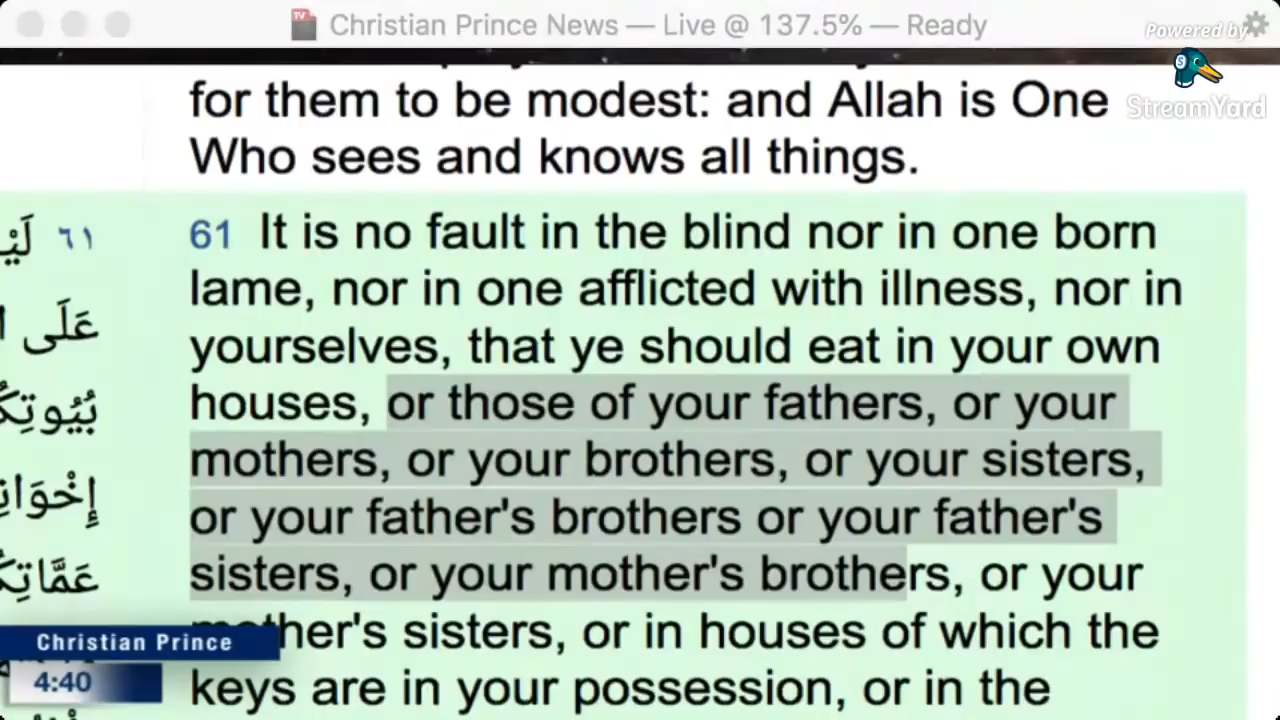 Christian Prince News — Live @ 137.5% — Ready
Powered by
StreamYard
for them to be modest: and Allah is One
Who sees and knows all things.
61 It is no fault in the blind nor in one born
lame, nor in one afflicted with illness, nor in
yourselves, that ye should eat in your own
houses, or those of your fathers, or your
mothers, or your brothers, or your sisters,
or your father's brothers or your father's
sisters, or your mother's brothers, or your
mother's sisters, or in houses of which the
keys are in your possession, or in the
٦١
عَلَى
Christian Prince
4:40